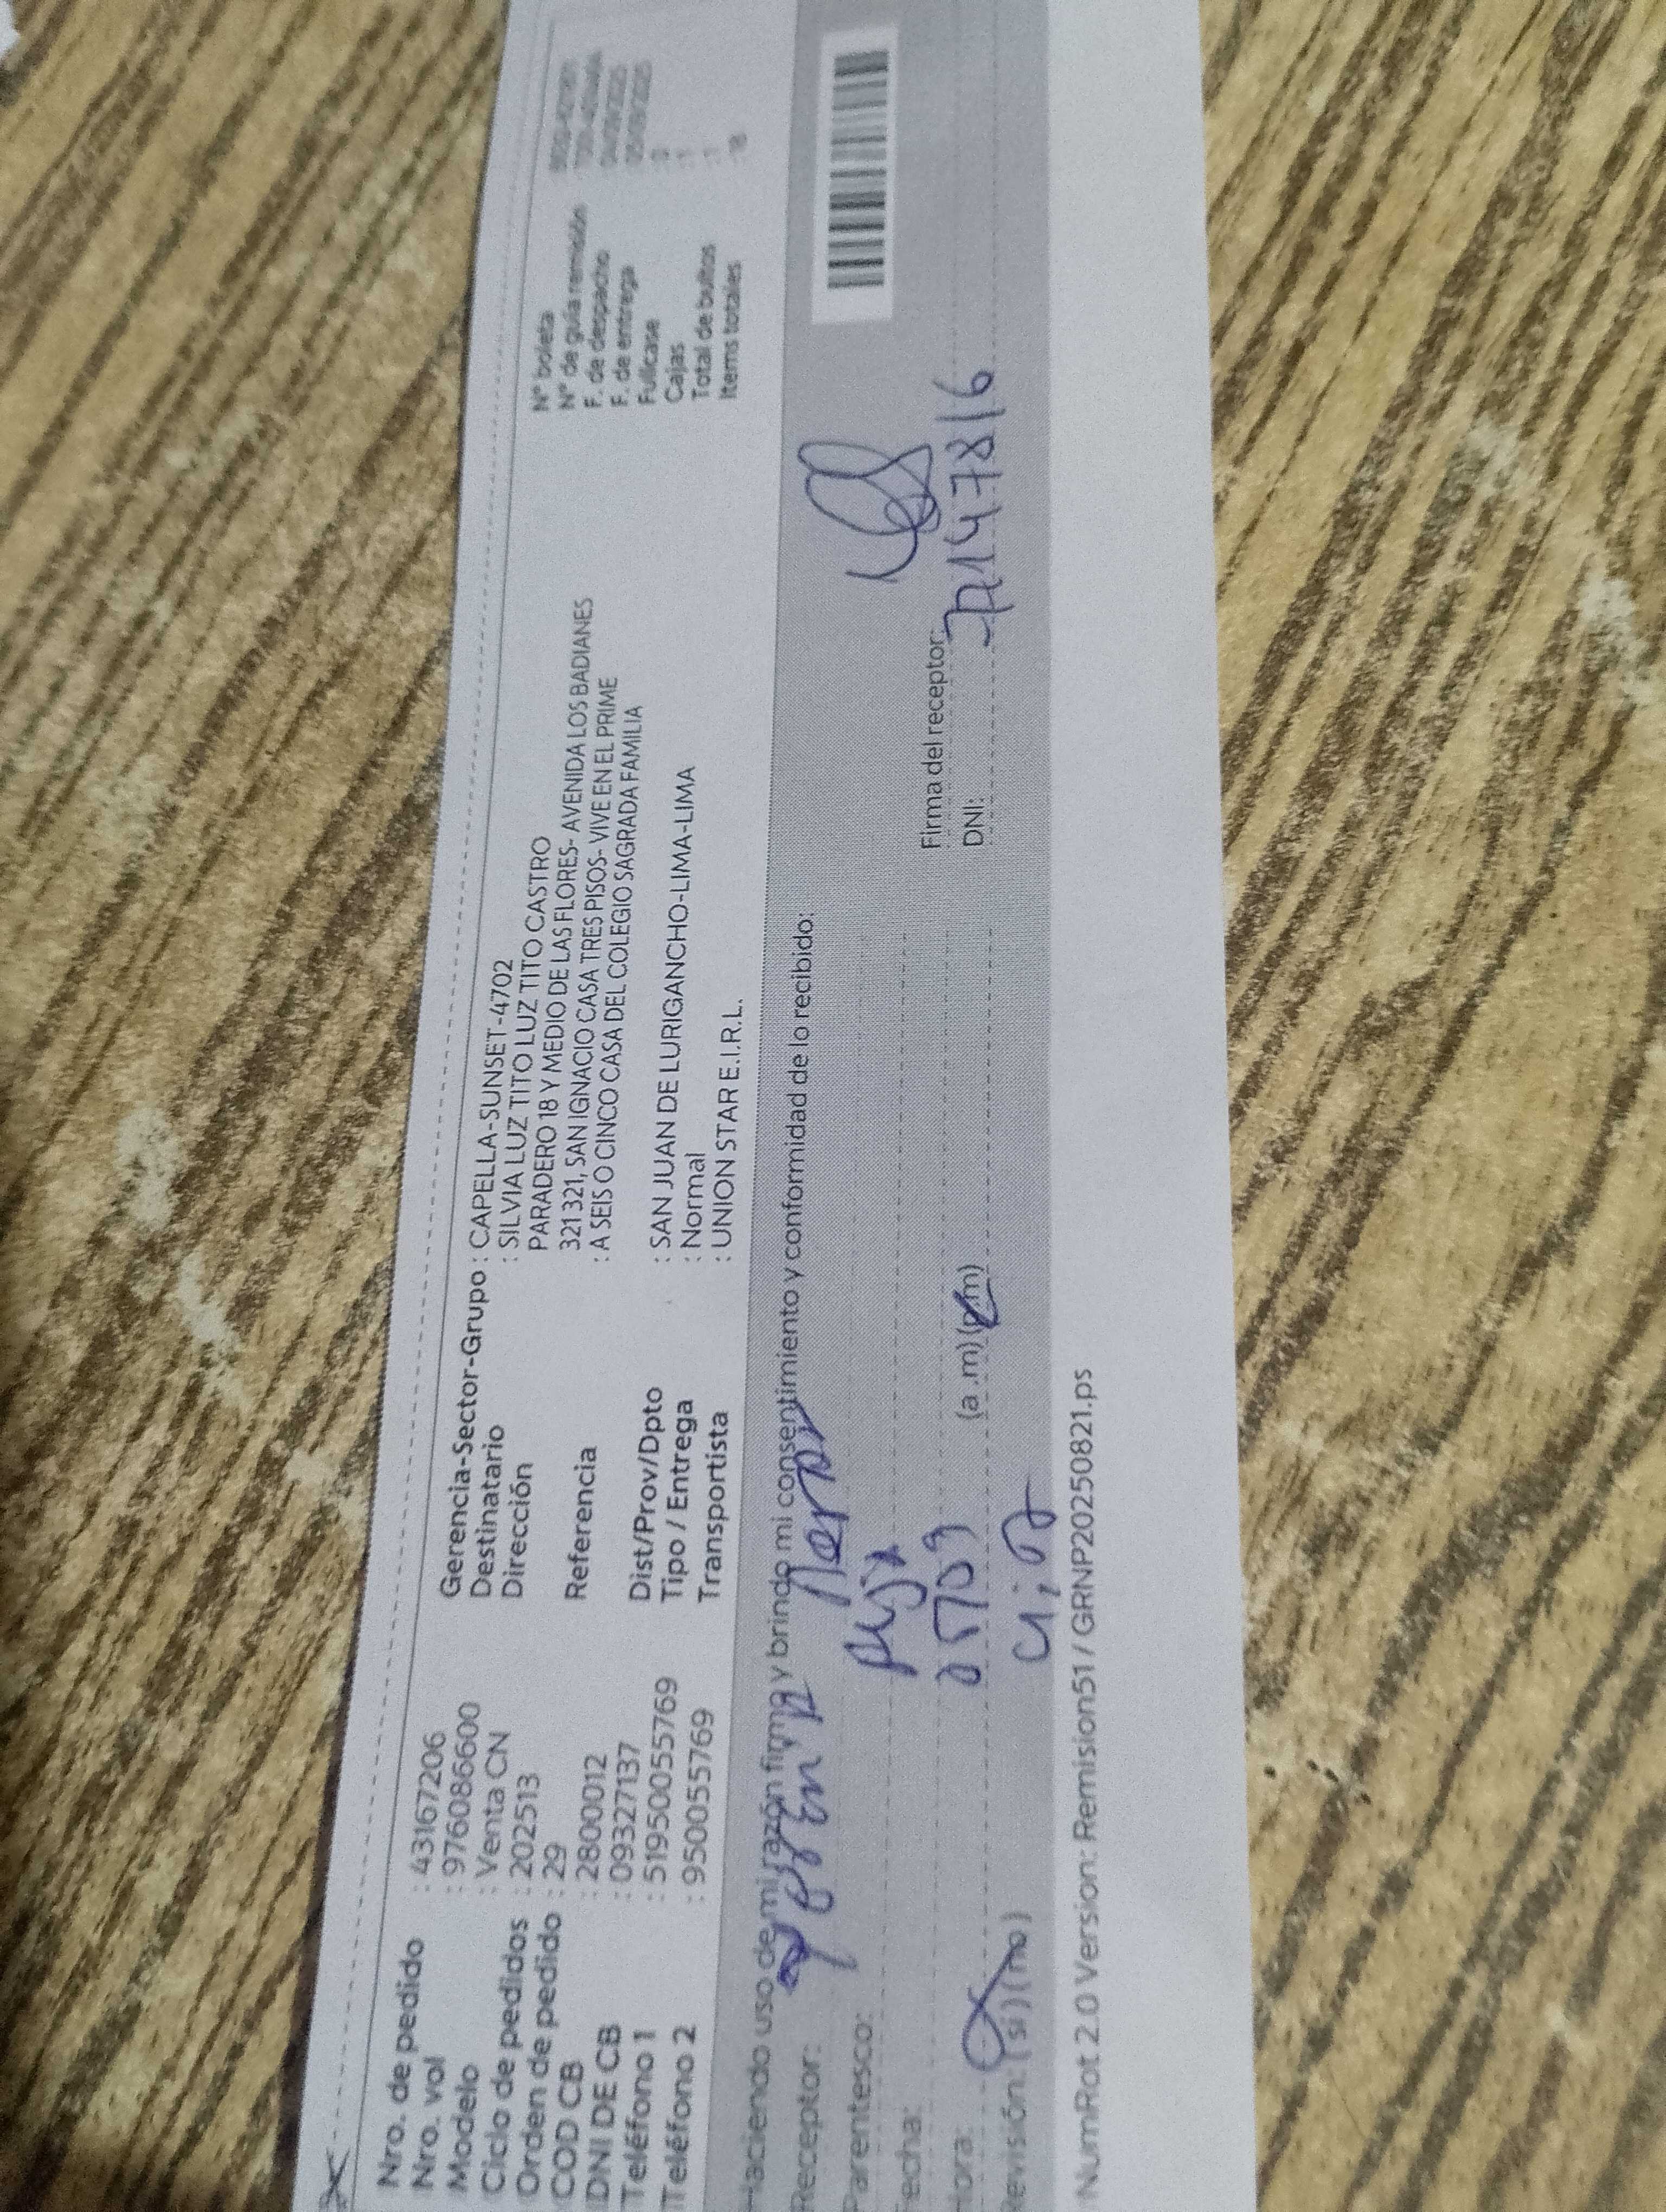 Nro. de pedido : 43167206
Nro. vol : 9760886600
Modelo : Venta CN
Ciclo de pedidos : 202513
Orden de pedido : 29
COD CB : 2800012
DNI DE CB : 09327137
Teléfono 1 : 51950055769
Teléfono 2 : 950055769
Gerencia-Sector-Grupo : CAPELLA-SUNSET-4702
Destinatario : SILVIA LUZ TITO LUZ TITO CASTRO
Dirección PARADERO 18 Y MEDIO DE LAS FLORES- AVENIDA LOS BADIANES
321 321, SAN IGNACIO CASA TRES PISOS- VIVE EN EL PRIME
Referencia : A SEIS O CINCO CASA DEL COLEGIO SAGRADA FAMILIA
Dist/Prov/Dpto : SAN JUAN DE LURIGANCHO-LIMA-LIMA
Tipo / Entrega : Normal
Transportista : UNION STAR E.I.R.L.
N° boleta
N° de guía remisión
F. de despacho
F. de entrega
Fullcase
Cajas
Total de bultos
Items totales
Haciendo uso de mi razón firma y brindo mi consentimiento y conformidad de lo recibido:
Receptor:
Parentesco:
Fecha:
Hora: (a .m) (p.m)
Revisión: (si) (no)
Firma del receptor:
DNI:
NumRot 2.0 Version: Remision51 / GRNP20250821.ps